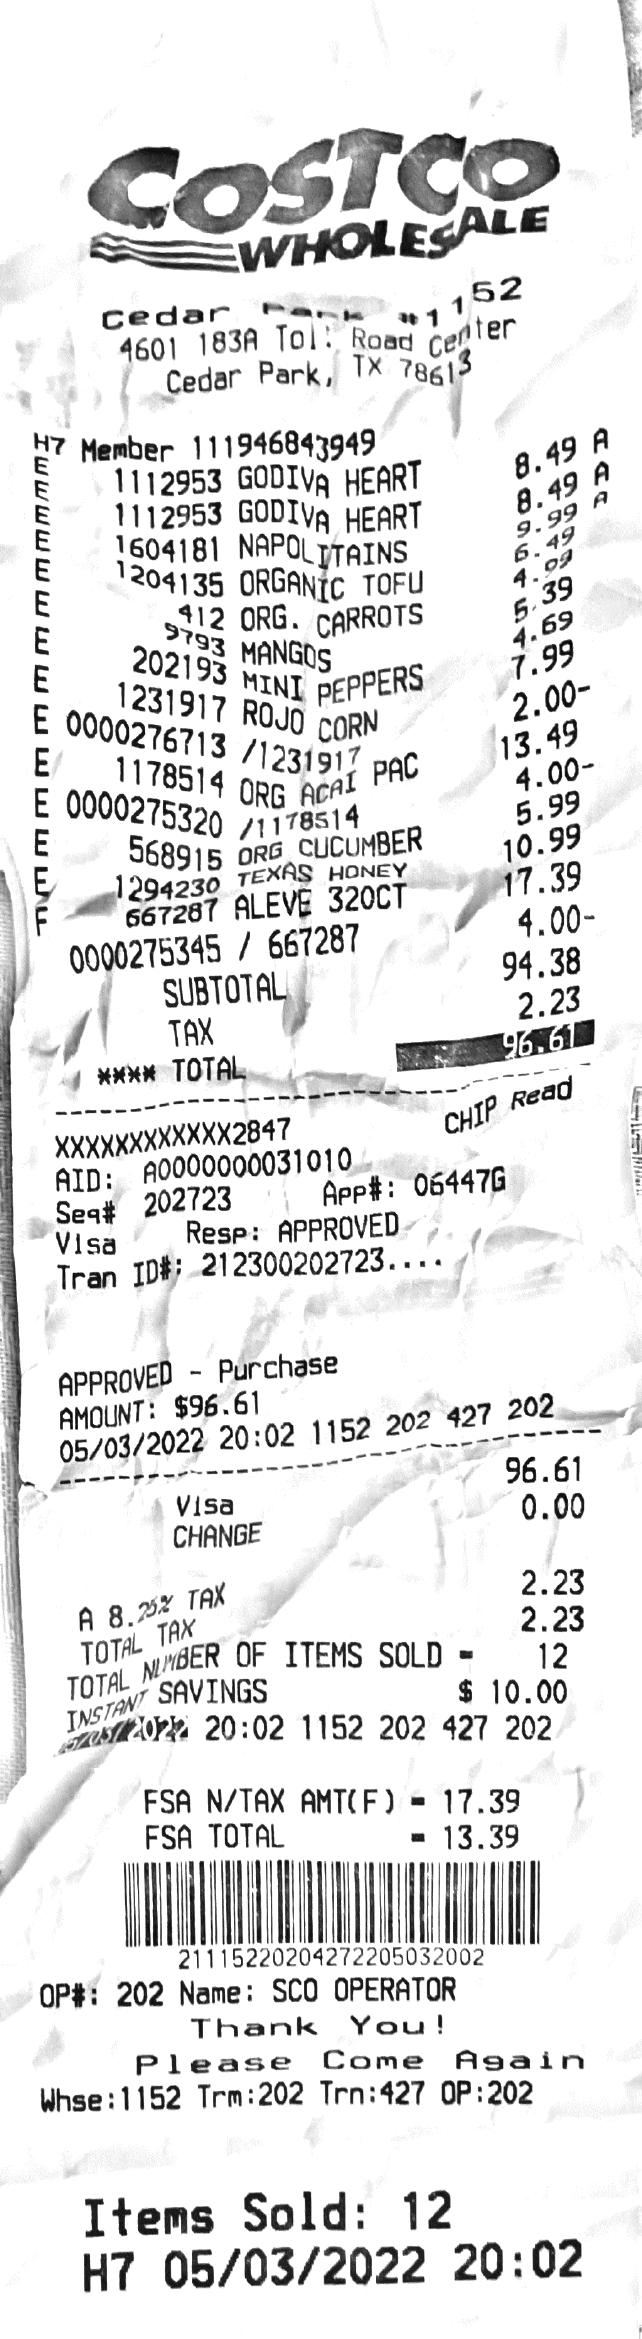 COSTCO
WHOLESALE
Cedar Park #1152
4601 183A Toll Road Center
Cedar Park, TX 78613
H7 Member 111946843949
E 1112953 GODIVA HEART 8.49 A
E 1112953 GODIVA HEART 8.49 A
E 1604181 NAPOLITAINS 9.99 A
E 1204135 ORGANIC TOFU 6.49
E 412 ORG. CARROTS 4.99
E 9793 MANGOS 5.39
E 202193 MINI PEPPERS 4.69
E 1231917 ROJO CORN 7.99
E 0000276713 /1231917 2.00-
E 1178514 ORG ACAI PAC 13.49
E 0000275320 /1178514 4.00-
E 568915 ORG CUCUMBER 5.99
E 1294230 TEXAS HONEY 10.99
F 667287 ALEVE 320CT 17.39
0000275345 / 667287 4.00-
SUBTOTAL 94.38
TAX 2.23
**** TOTAL 96.61
XXXXXXXXXXXX2847 CHIP Read
AID: A0000000031010
Seq# 202723 App#: 06447G
Visa Resp: APPROVED
Tran ID#: 212300202723....
APPROVED - Purchase
AMOUNT: $96.61
05/03/2022 20:02 1152 202 427 202
Visa 96.61
CHANGE 0.00
A 8.25% TAX 2.23
TOTAL TAX 2.23
TOTAL NUMBER OF ITEMS SOLD = 12
INSTANT SAVINGS $ 10.00
05/03/2022 20:02 1152 202 427 202
FSA N/TAX AMT(F) = 17.39
FSA TOTAL = 13.39
21115220204272205032002
OP#: 202 Name: SCO OPERATOR
Thank You!
Please Come Again
Whse:1152 Trm:202 Trn:427 OP:202
Items Sold: 12
H7 05/03/2022 20:02